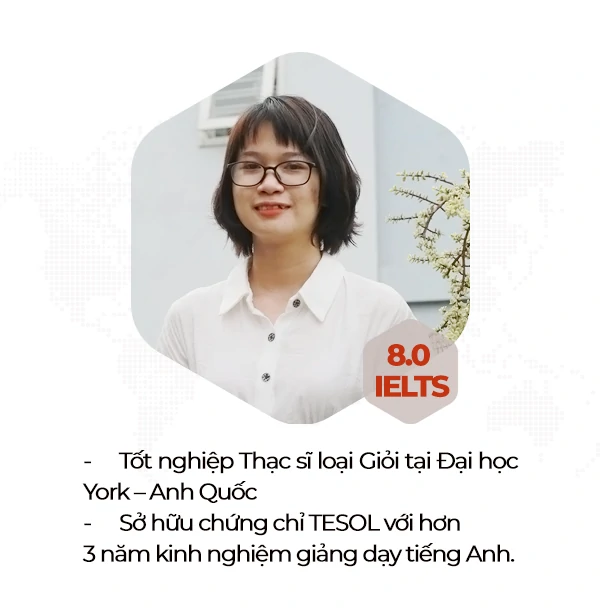 8.0
IELTS
- Tốt nghiệp Thạc sĩ loại Giỏi tại Đại học
York – Anh Quốc
- Sở hữu chứng chỉ TESOL với hơn
3 năm kinh nghiệm giảng dạy tiếng Anh.